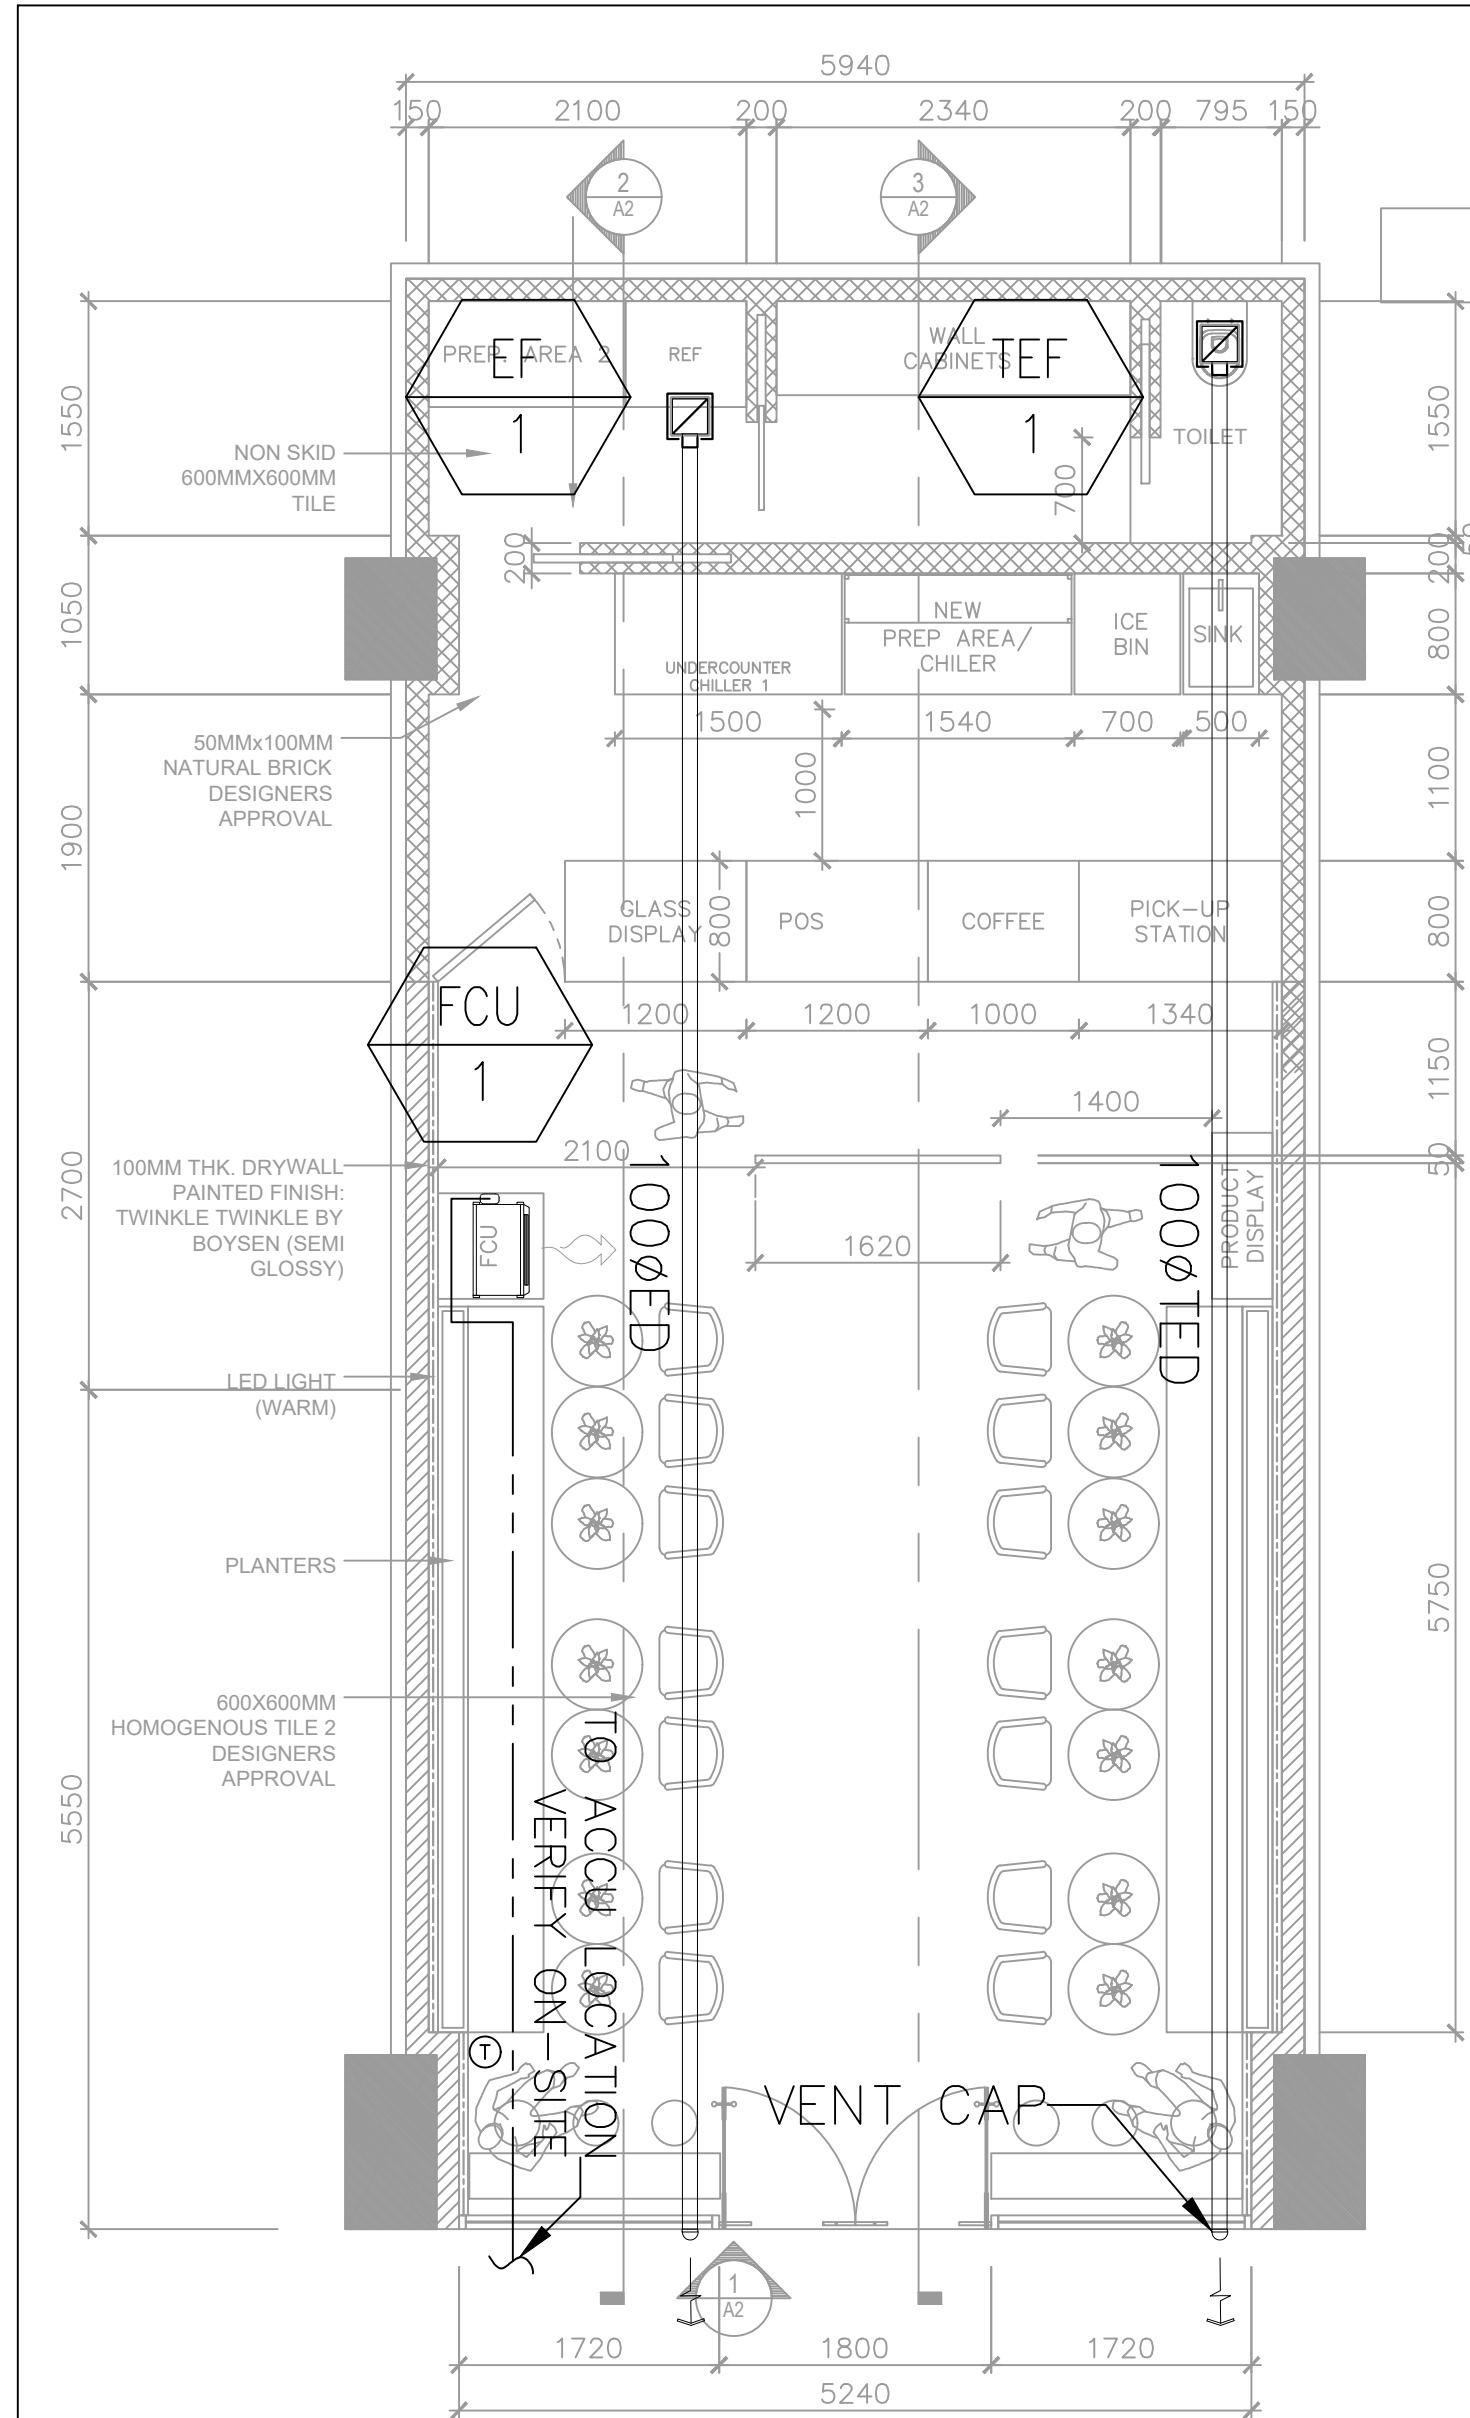 5940
150 2100 200 2340 200 795 150
2
A2
3
A2
PREP AREA 2
EF
1
REF
WALL
CABINETS
TEF
1
TOILET
1550
1550
NON SKID
600MMX600MM
TILE
700
200
200
1050
NEW
PREP AREA/
CHILER
ICE
BIN
SINK
800
UNDERCOUNTER
CHILLER 1
1500 1540 700 500
50MMx100MM
NATURAL BRICK
DESIGNERS
APPROVAL
1000
1100
1900
GLASS
DISPLAY
800
POS
COFFEE
PICK-UP
STATION
800
FCU
1
1200 1200 1000 1340
1150
1400
2100
50
100MM THK. DRYWALL
PAINTED FINISH:
TWINKLE TWINKLE BY
BOYSEN (SEMI
GLOSSY)
2700
FCU
100ØED
1620
100ØTED
PRODUCT
DISPLAY
LED LIGHT
(WARM)
PLANTERS
5750
600X600MM
HOMOGENOUS TILE 2
DESIGNERS
APPROVAL
5550
TO ACCU LOCATION
VERIFY ON-SITE
T
VENT CAP
1
A2
1720 1800 1720
5240